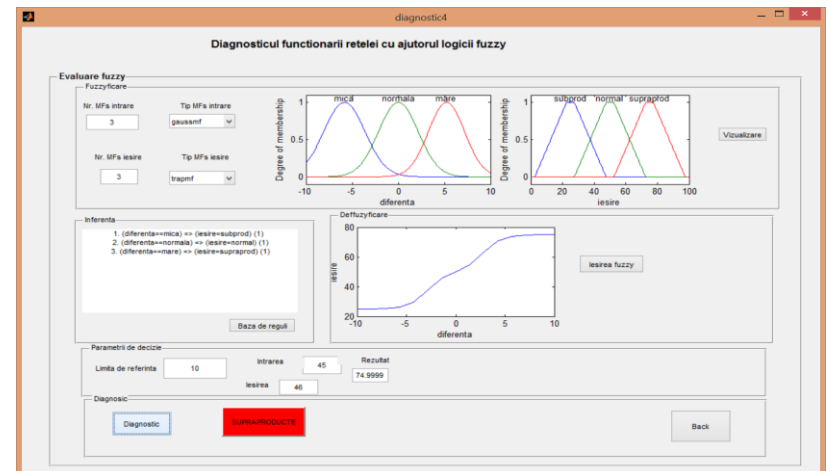 diagnostic4
Diagnosticul functionarii retelei cu ajutorul logicii fuzzy
Evaluare fuzzy
Fuzzyficare
Nr. MFs intrare
Tip MFs intrare
3
gaussmf
Nr. MFs iesire
Tip MFs iesire
3
trapmf
mica normala mare
Degree of membership
1
0.5
0
-10 -5 0 5 10
diferenta
subprod normal supraprod
Degree of membership
1
0.5
0
0 20 40 60 80 100
iesire
Vizualizare
Inferenta
1. (diferenta==mica) => (iesire=subprod) (1)
2. (diferenta==normala) => (iesire=normal) (1)
3. (diferenta==mare) => (iesire=supraprod) (1)
Baza de reguli
Deffuzyficare
iesire
80
60
40
20
-10 -5 0 5 10
diferenta
Iesirea fuzzy
Parametrii de decizie
Limita de referinta
10
Intrarea
45
Iesirea
46
Rezultat
74.9999
Diagnosic
Diagnostic
SUPRAPRODUCTE
Back